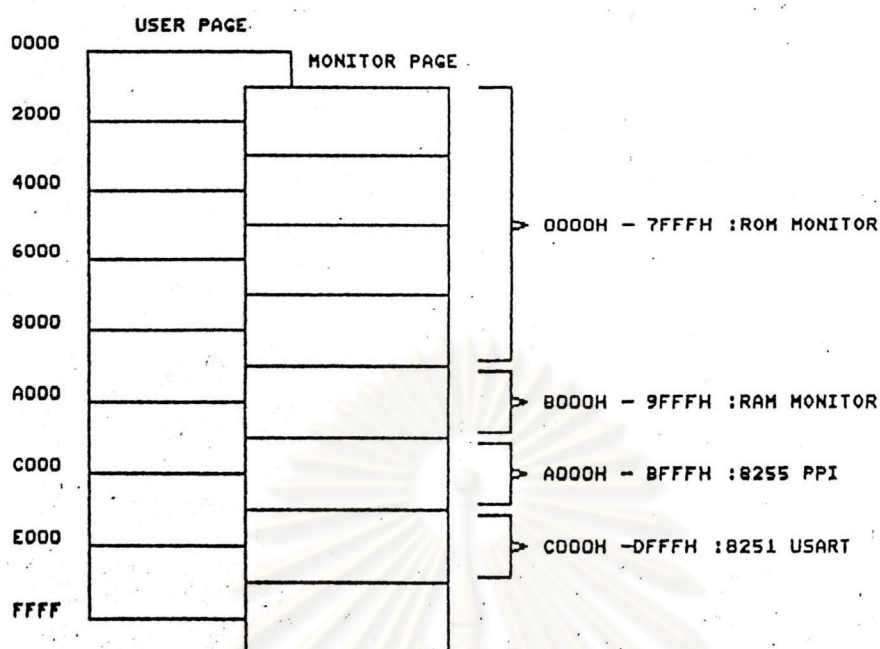 USER PAGE
0000
MONITOR PAGE
2000
4000
0000H - 7FFFH :ROM MONITOR
6000
8000
A000
8000H - 9FFFH :RAM MONITOR
C000
A000H - BFFFH :8255 PPI
E000
C000H -DFFFH :8251 USART
FFFF